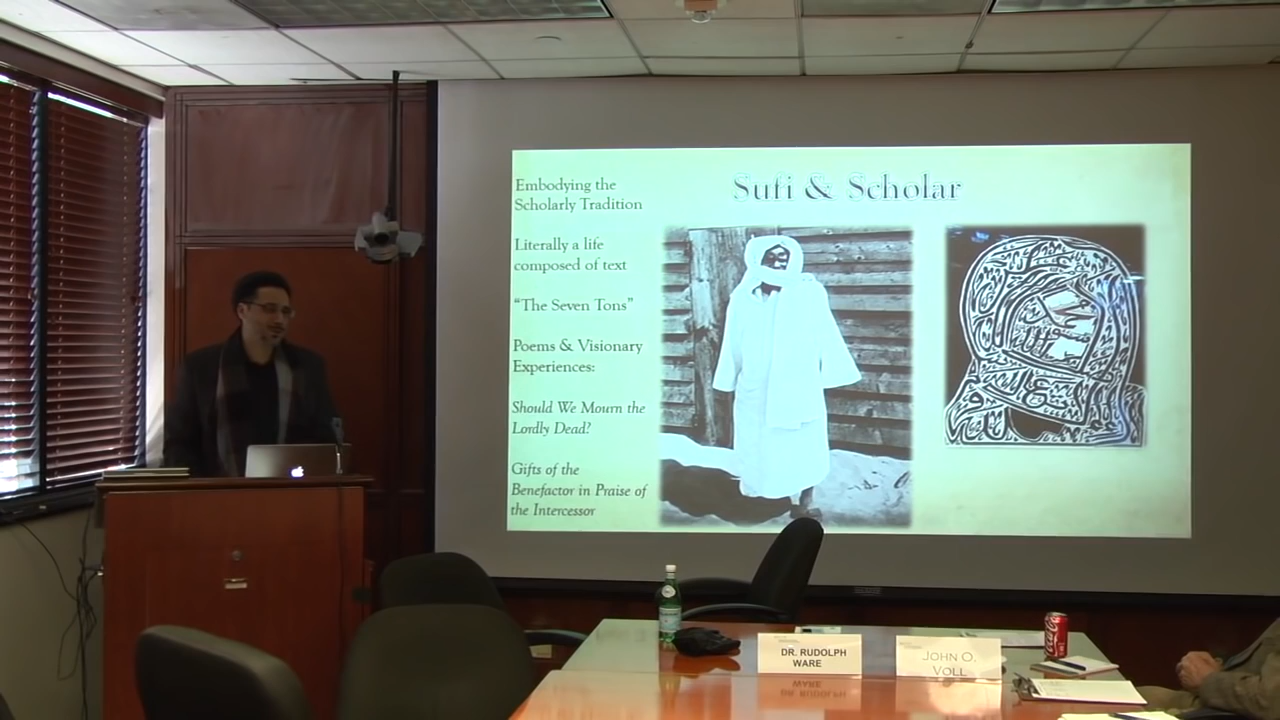 Sufi & Scholar
Embodying the
Scholarly Tradition
Literally a life
composed of text
“The Seven Tons”
Poems & Visionary
Experiences:
Should We Mourn the
Lordly Dead?
Gifts of the
Benefactor in Praise of
the Intercessor
DR. RUDOLPH
WARE
JOHN O.
VOLL